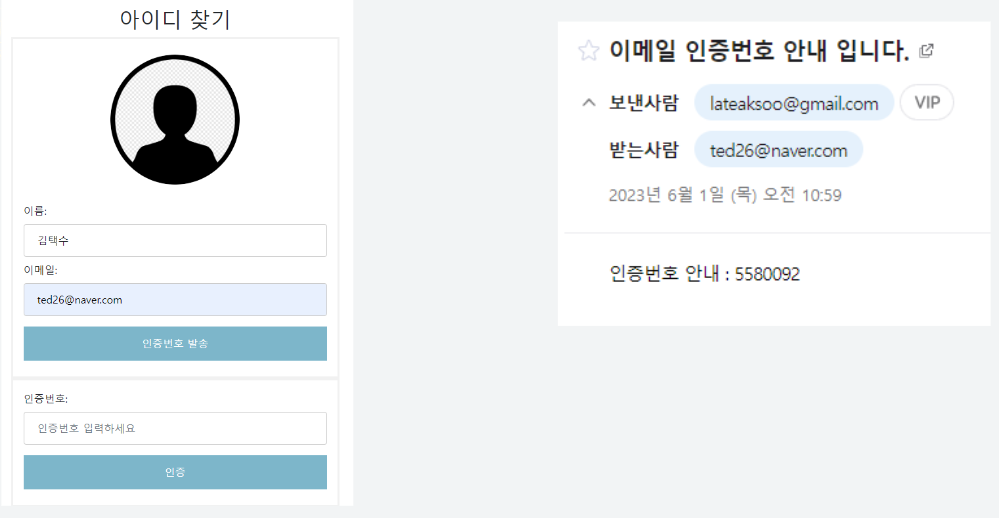 아이디 찾기
이름:
김택수
이메일:
ted26@naver.com
인증번호 발송
인증번호:
인증번호 입력하세요
인증
이메일 인증번호 안내 입니다.
보낸사람 lateaksoo@gmail.com VIP
받는사람 ted26@naver.com
2023년 6월 1일 (목) 오전 10:59
인증번호 안내 : 5580092